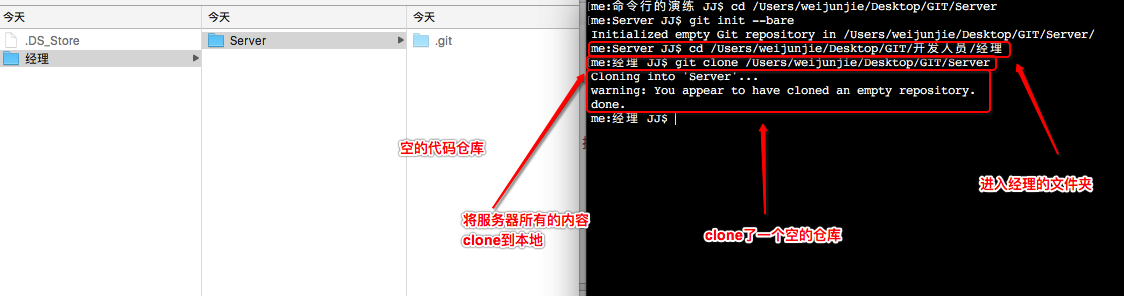 今天
今天
今天
.DS_Store
经理
Server
.git
me:命令行的演练 JJ$ cd /Users/weijunjie/Desktop/GIT/Server
me:Server JJ$ git init --bare
Initialized empty Git repository in /Users/weijunjie/Desktop/GIT/Server/
me:Server JJ$ cd /Users/weijunjie/Desktop/GIT/开发人员/经理
me:经理 JJ$ git clone /Users/weijunjie/Desktop/GIT/Server
Cloning into 'Server'...
warning: You appear to have cloned an empty repository.
done.
me:经理 JJ$
空的代码仓库
将服务器所有的内容
clone到本地
clone了一个空的仓库
进入经理的文件夹